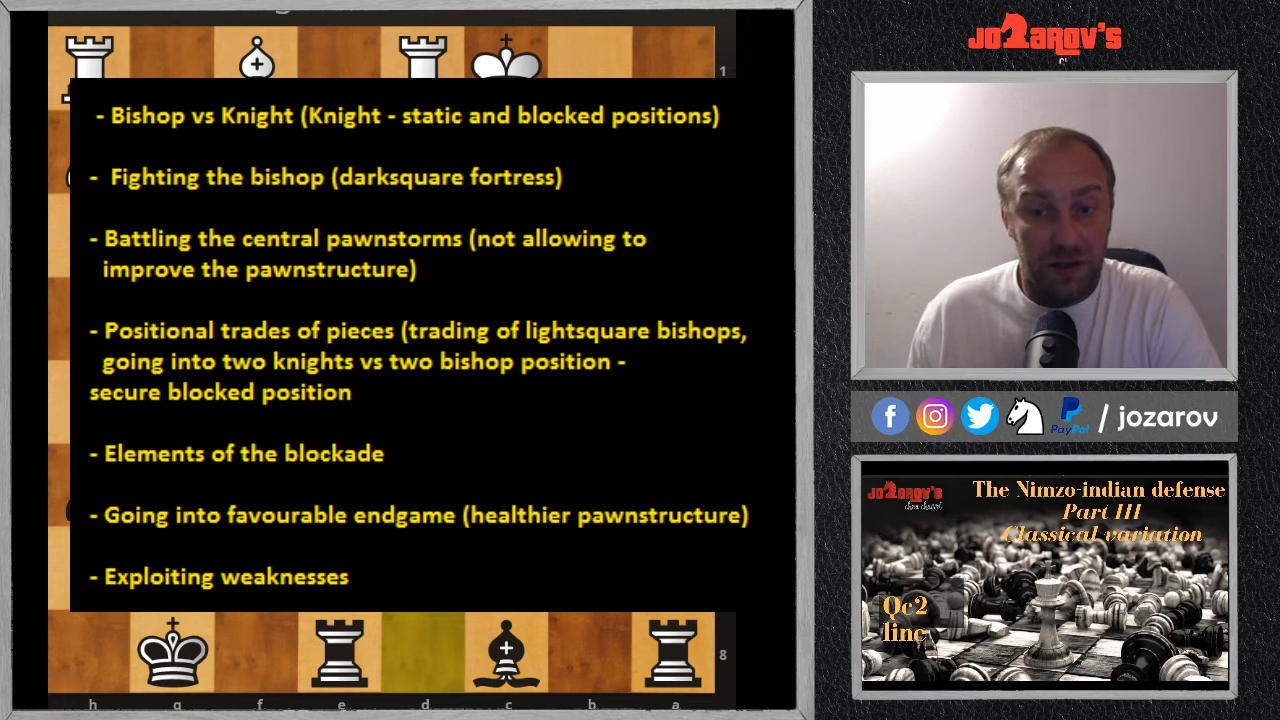 JOZAROV'S
1
- Bishop vs Knight (Knight - static and blocked positions)
- Fighting the bishop (darksquare fortress)
- Battling the central pawnstorms (not allowing to
improve the pawnstructure)
- Positional trades of pieces (trading of lightsquare bishops,
going into two knights vs two bishop position -
secure blocked position
- Elements of the blockade
- Going into favourable endgame (healthier pawnstructure)
- Exploiting weaknesses
8
h g f e d c b a
f PayPal / jozarov
JOZAROV'S
chess channel
The Nimzo-indian defense
Part III
Classical variation
Qc2
line